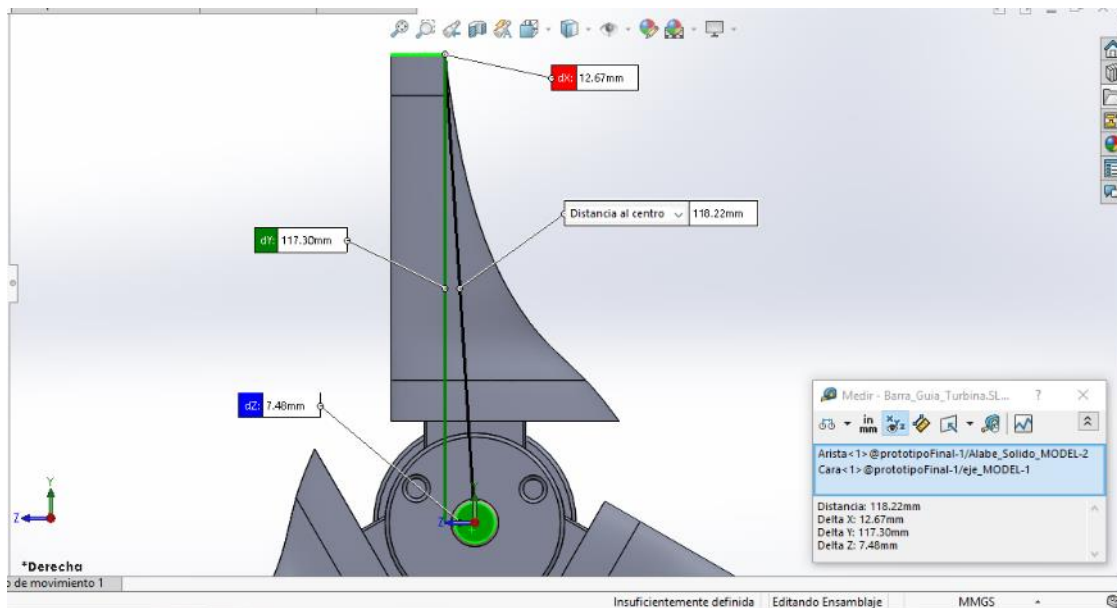 dX: 12.67mm
Distancia al centro 118.22mm
dY: 117.30mm
dZ: 7.48mm
Medir - Barra_Guia_Turbina.SL... ?
in
mm
XYZ
Arista<1>@prototipoFinal-1/Alabe_Solido_MODEL-2
Cara<1>@prototipoFinal-1/eje_MODEL-1
Distancia: 118.22mm
Delta X: 12.67mm
Delta Y: 117.30mm
Delta Z: 7.48mm
Y
Z
Z
*Derecha
o de movimiento 1
Insuficientemente definida Editando Ensamblaje MMGS